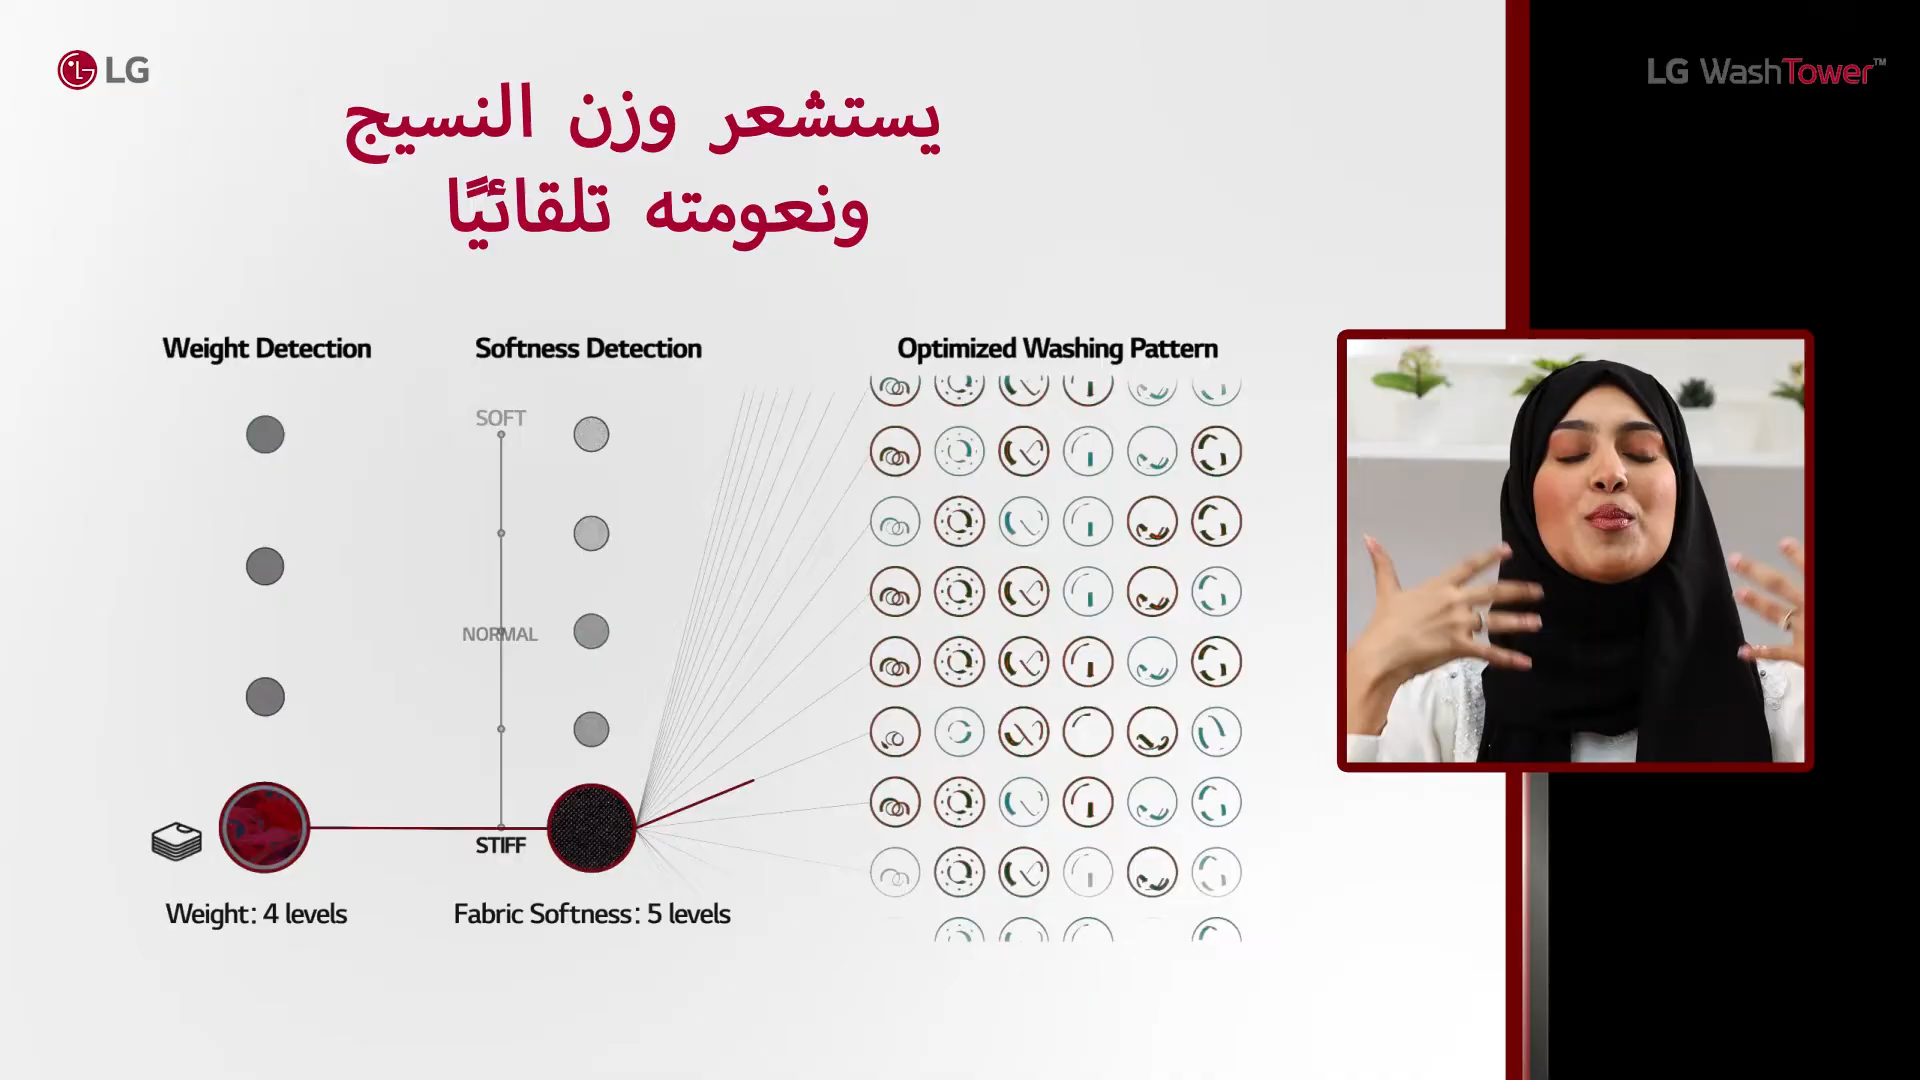 LG
LG WashTower™
يستشعر وزن النسيج
ونعومته تلقائيًا
Weight Detection
Softness Detection
Optimized Washing Pattern
SOFT
NORMAL
STIFF
Weight: 4 levels
Fabric Softness: 5 levels